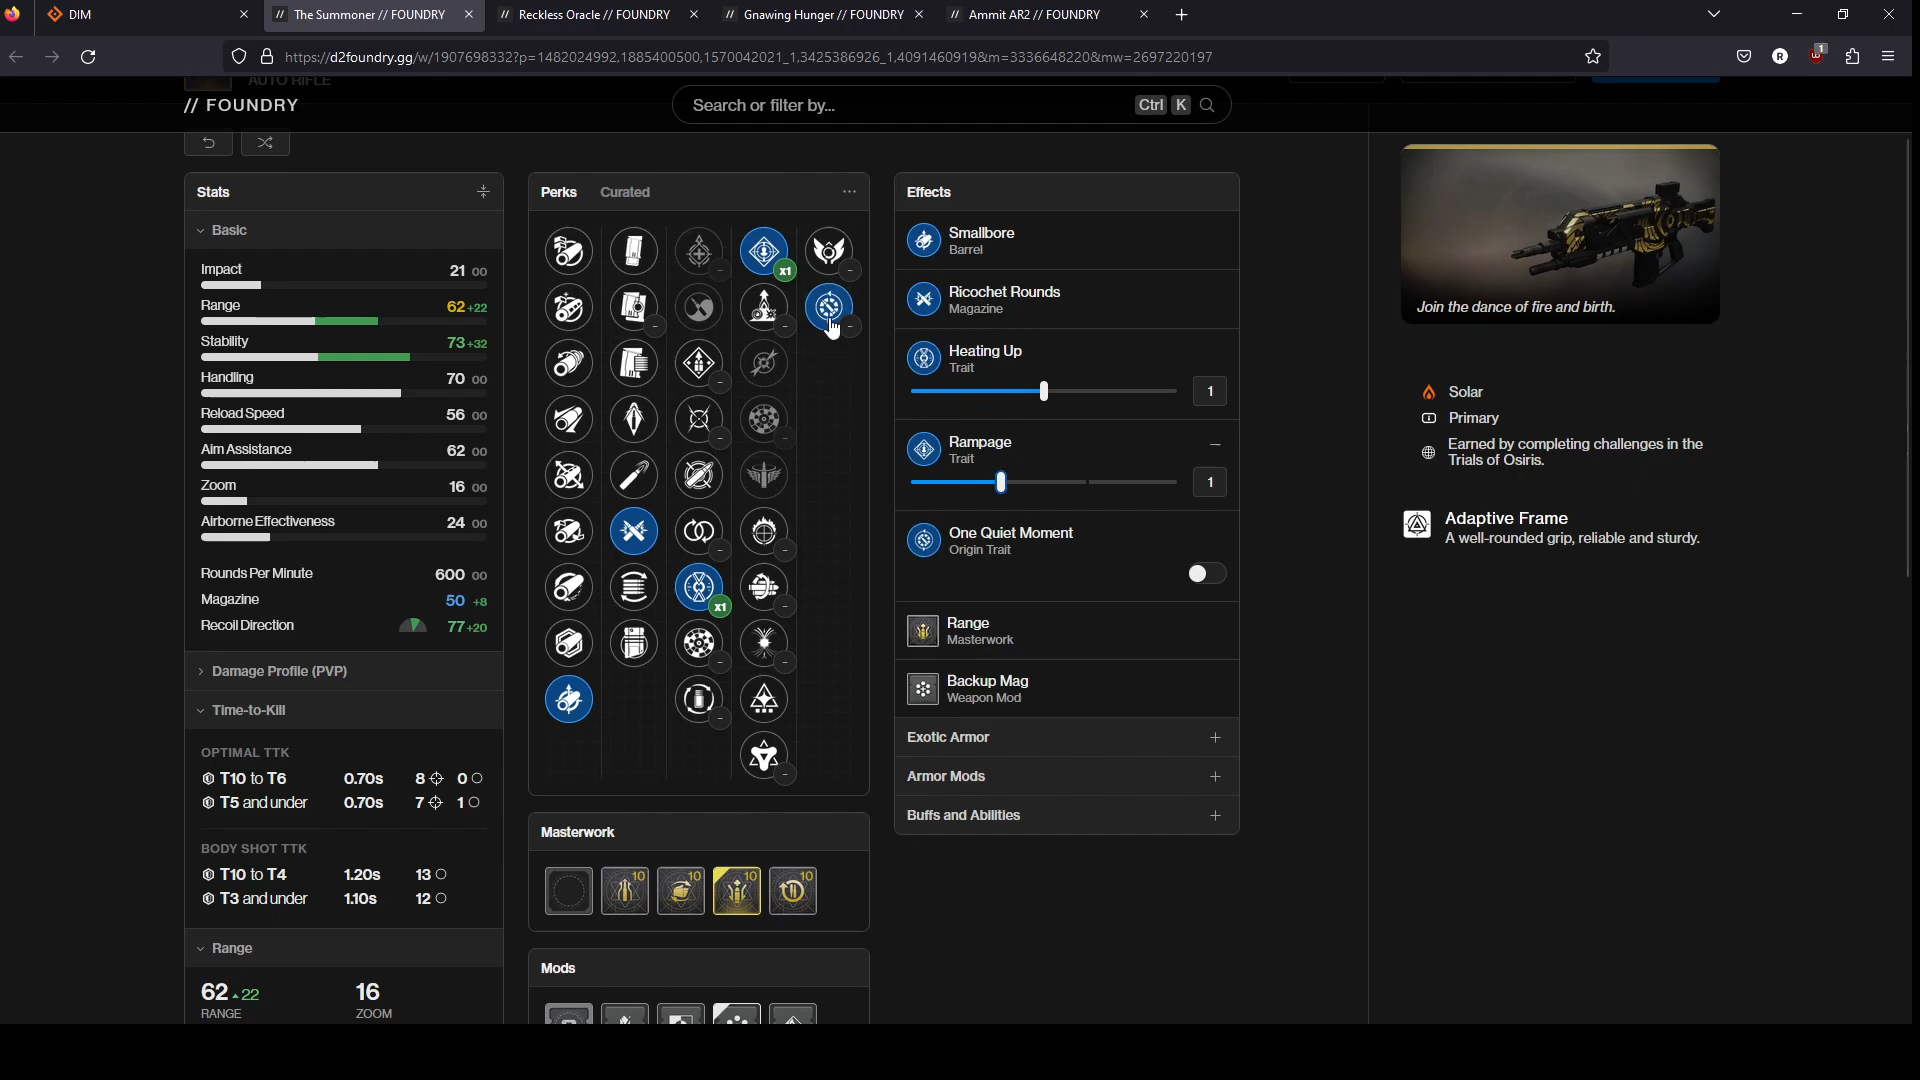 DIM
// The Summoner // FOUNDRY
// Reckless Oracle // FOUNDRY
// Gnawing Hunger // FOUNDRY
// Ammit AR2 // FOUNDRY
https://d2foundry.gg/w/1907698332?p=1482024992,1885400500,1570042021_1,3425386926_1,4091460919&m=3336648220&mw=2697220197
1
R
AUTO RIFLE
// FOUNDRY
Search or filter by...
Ctrl K
Stats
Basic
Impact 21 00
Range 62 +22
Stability 73 +32
Handling 70 00
Reload Speed 56 00
Aim Assistance 62 00
Zoom 16 00
Airborne Effectiveness 24 00
Rounds Per Minute 600 00
Magazine 50 +8
Recoil Direction 77 +20
Damage Profile (PVP)
Time-to-Kill
OPTIMAL TTK
T10 to T6 0.70s 8 0
T5 and under 0.70s 7 1
BODY SHOT TTK
T10 to T4 1.20s 13
T3 and under 1.10s 12
Range
62 22 16
RANGE ZOOM
Perks Curated
x1
x1
Masterwork
10 10 10 10
Mods
Effects
Smallbore
Barrel
Ricochet Rounds
Magazine
Heating Up
Trait
1
Rampage
Trait
1
One Quiet Moment
Origin Trait
Range
Masterwork
Backup Mag
Weapon Mod
Exotic Armor +
Armor Mods +
Buffs and Abilities +
Join the dance of fire and birth.
Solar
Primary
Earned by completing challenges in the
Trials of Osiris.
Adaptive Frame
A well-rounded grip, reliable and sturdy.